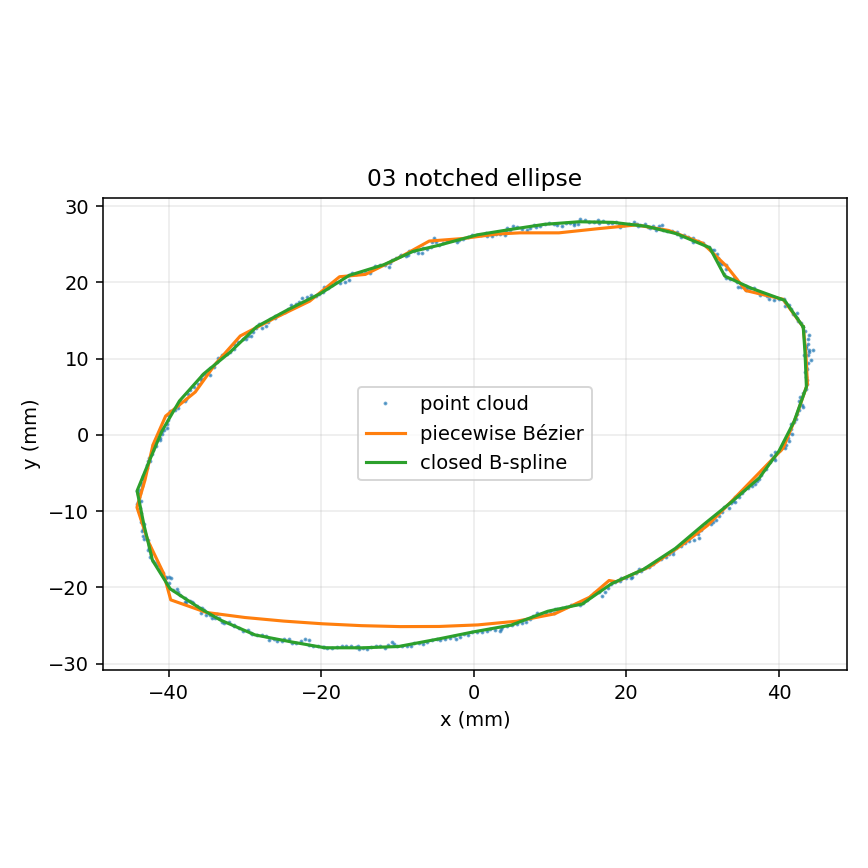 03 notched ellipse
30
20
10
0
−10
−20
−30
y (mm)
point cloud
piecewise Bézier
closed B-spline
−40 −20 0 20 40
x (mm)